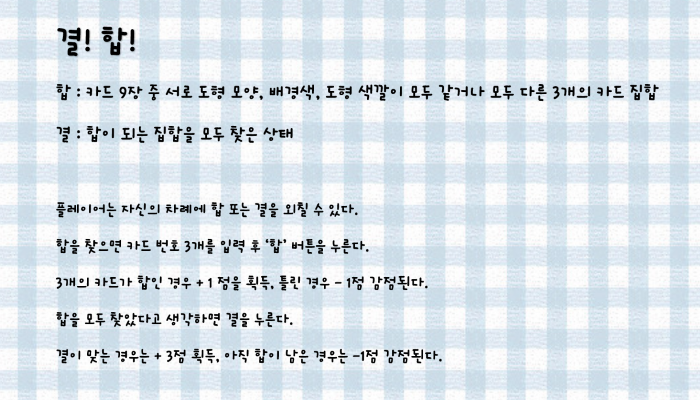 결! 합!
합 : 카드 9장 중 서로 도형 모양, 배경색, 도형 색깔이 모두 같거나 모두 다른 3개의 카드 집합
결 : 합이 되는 집합을 모두 찾은 상태
플레이어는 자신의 차례에 합 또는 결을 외칠 수 있다.
합을 찾으면 카드 번호 3개를 입력 후 '합' 버튼을 누른다.
3개의 카드가 합인 경우 + 1 점을 획득, 틀린 경우 - 1점 감점된다.
합을 모두 찾았다고 생각하면 결을 누른다.
결이 맞는 경우는 + 3점 획득, 아직 합이 남은 경우는 -1점 감점된다.